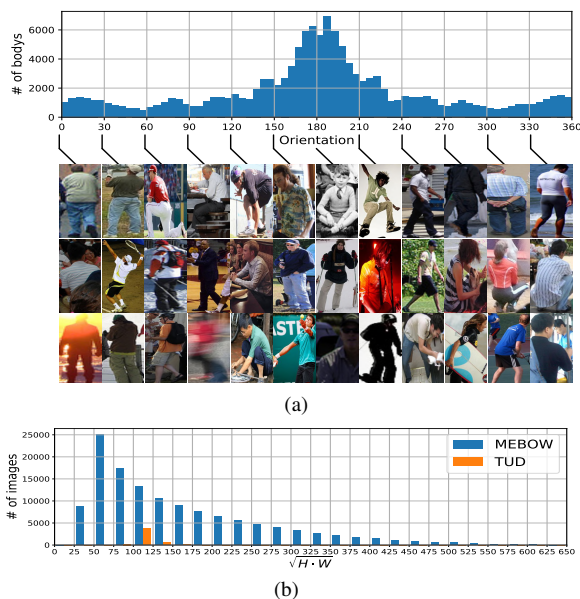 6000
4000
2000
0
# of bodys
0 30 60 90 120 150 180 210 240 270 300 330 360
Orientation
ASTE
(a)
25000
20000
15000
10000
5000
0
# of images
MEBOW
TUD
0 25 50 75 100 125 150 175 200 225 250 275 300 325 350 375 400 425 450 475 500 525 550 575 600 625 650
√H · W
(b)